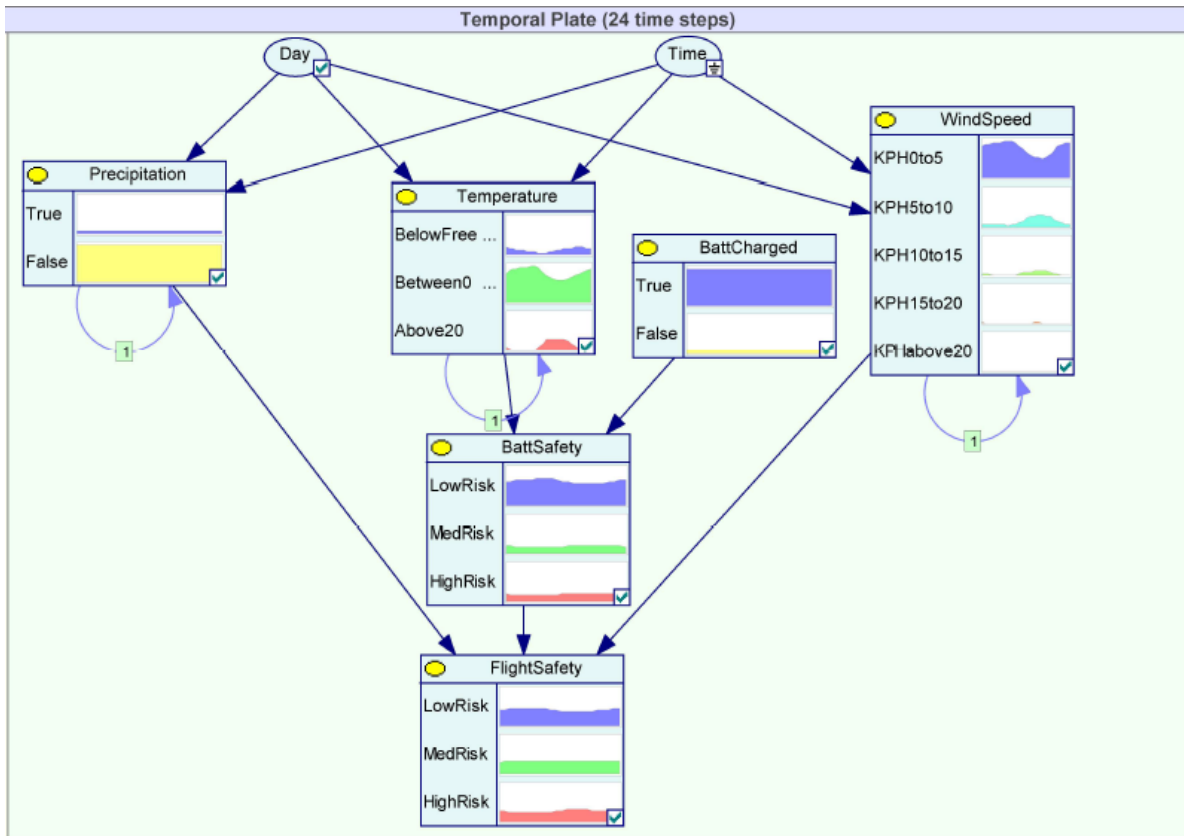 Temporal Plate (24 time steps)
Day
Time
WindSpeed
KPH0to5
KPH5to10
KPH10to15
KPH15to20
KPHabove20
1
Precipitation
True
False
1
Temperature
BelowFree ...
Between0 ...
Above20
1
BattCharged
True
False
BattSafety
LowRisk
MedRisk
HighRisk
FlightSafety
LowRisk
MedRisk
HighRisk